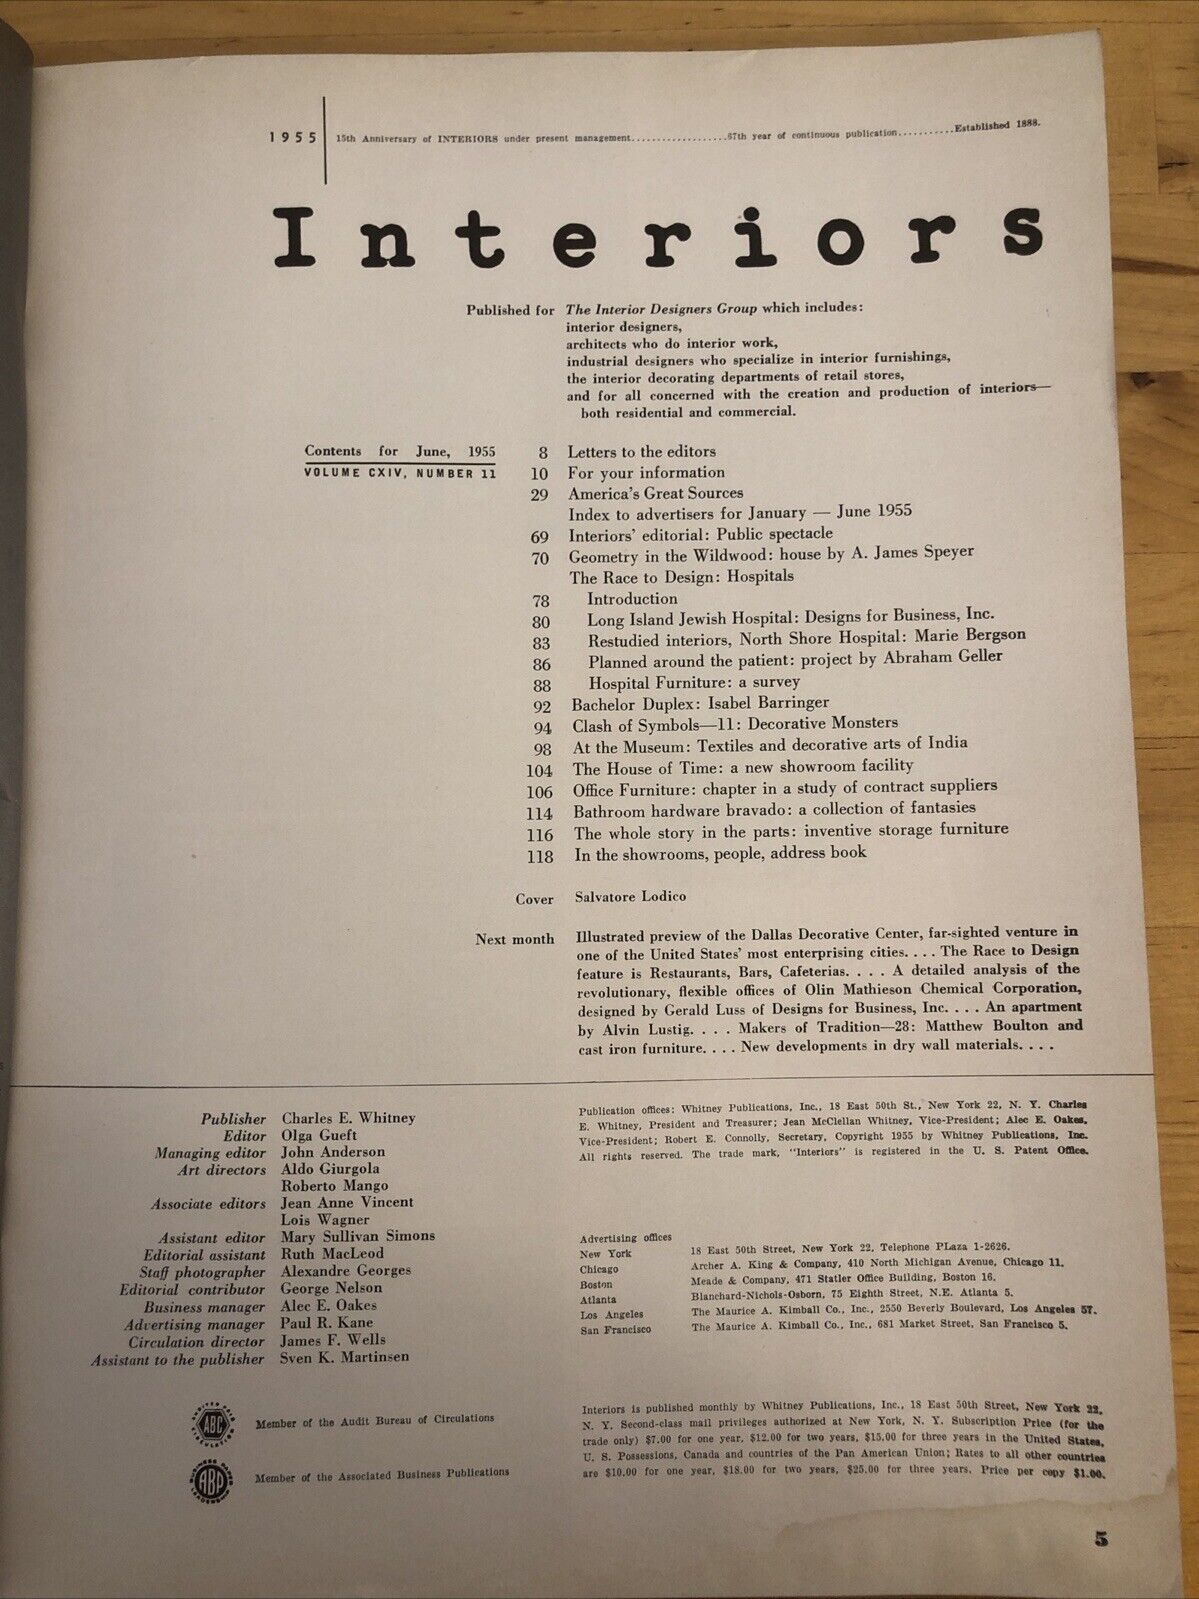 1955 15th Anniversary of INTERIORS under present management...................67th year of continuous publication...........Established 1888.
Interiors
Published for The Interior Designers Group which includes:
interior designers,
architects who do interior work,
industrial designers who specialize in interior furnishings,
the interior decorating departments of retail stores,
and for all concerned with the creation and production of interiors—
both residential and commercial.
Contents for June, 1955
VOLUME CXIV, NUMBER 11
8 Letters to the editors
10 For your information
29 America's Great Sources
Index to advertisers for January — June 1955
69 Interiors' editorial: Public spectacle
70 Geometry in the Wildwood: house by A. James Speyer
The Race to Design: Hospitals
78 Introduction
80 Long Island Jewish Hospital: Designs for Business, Inc.
83 Restudied interiors, North Shore Hospital: Marie Bergson
86 Planned around the patient: project by Abraham Geller
88 Hospital Furniture: a survey
92 Bachelor Duplex: Isabel Barringer
94 Clash of Symbols—11: Decorative Monsters
98 At the Museum: Textiles and decorative arts of India
104 The House of Time: a new showroom facility
106 Office Furniture: chapter in a study of contract suppliers
114 Bathroom hardware bravado: a collection of fantasies
116 The whole story in the parts: inventive storage furniture
118 In the showrooms, people, address book
Cover Salvatore Lodico
Next month Illustrated preview of the Dallas Decorative Center, far-sighted venture in
one of the United States' most enterprising cities. . . . The Race to Design
feature is Restaurants, Bars, Cafeterias. . . . A detailed analysis of the
revolutionary, flexible offices of Olin Mathieson Chemical Corporation,
designed by Gerald Luss of Designs for Business, Inc. . . . An apartment
by Alvin Lustig. . . . Makers of Tradition—28: Matthew Boulton and
cast iron furniture. . . . New developments in dry wall materials. . . .
Publisher Charles E. Whitney
Editor Olga Gueft
Managing editor John Anderson
Art directors Aldo Giurgola
Roberto Mango
Associate editors Jean Anne Vincent
Lois Wagner
Assistant editor Mary Sullivan Simons
Editorial assistant Ruth MacLeod
Staff photographer Alexandre Georges
Editorial contributor George Nelson
Business manager Alec E. Oakes
Advertising manager Paul R. Kane
Circulation director James F. Wells
Assistant to the publisher Sven K. Martinsen
Publication offices: Whitney Publications, Inc., 18 East 50th St., New York 22, N. Y. Charles
E. Whitney, President and Treasurer; Jean McClellan Whitney, Vice-President; Alec E. Oakes,
Vice-President; Robert E. Connolly, Secretary, Copyright 1955 by Whitney Publications, Inc.
All rights reserved. The trade mark, "Interiors" is registered in the U. S. Patent Office.
Advertising offices
New York 18 East 50th Street, New York 22, Telephone PLaza 1-2626.
Chicago Archer A. King & Company, 410 North Michigan Avenue, Chicago 11.
Boston Meade & Company, 471 Statler Office Building, Boston 16.
Atlanta Blanchard-Nichols-Osborn, 75 Eighth Street, N.E. Atlanta 5.
Los Angeles The Maurice A. Kimball Co., Inc., 2550 Beverly Boulevard, Los Angeles 57.
San Francisco The Maurice A. Kimball Co., Inc., 681 Market Street, San Francisco 5.
ABC Member of the Audit Bureau of Circulations
ABP Member of the Associated Business Publications
Interiors is published monthly by Whitney Publications, Inc., 18 East 50th Street, New York 22,
N. Y. Second-class mail privileges authorized at New York, N. Y. Subscription Price (for the
trade only) $7.00 for one year, $12.00 for two years, $15.00 for three years in the United States,
U. S. Possessions, Canada and countries of the Pan American Union; Rates to all other countries
are $10.00 for one year, $18.00 for two years, $25.00 for three years. Price per copy $1.00.
5